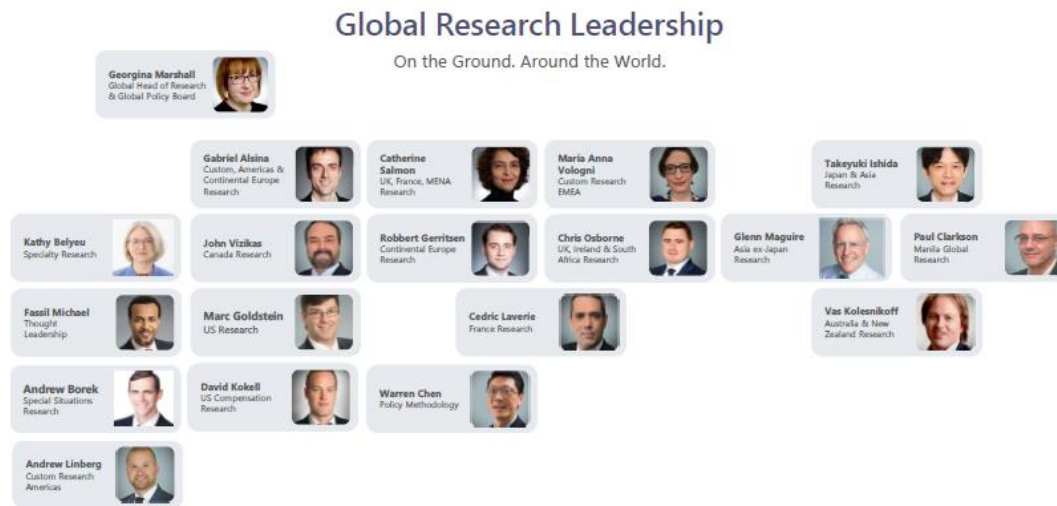 Global Research Leadership
On the Ground. Around the World.
Georgina Marshall
Global Head of Research
& Global Policy Board
Gabriel Alsina
Custom, Americas &
Continental Europe
Research
Catherine
Salmon
UK, France, MENA
Research
Maria Anna
Vologni
Custom Research
EMEA
Takeyuki Ishida
Japan & Asia
Research
Kathy Belyeu
Specialty Research
John Vizikas
Canada Research
Robbert Gerritsen
Continental Europe
Research
Chris Osborne
UK, Ireland & South
Africa Research
Glenn Maguire
Asia ex-Japan
Research
Paul Clarkson
Manila Global
Research
Fassil Michael
Thought
Leadership
Marc Goldstein
US Research
Cedric Laverie
France Research
Vas Kolesnikoff
Australia & New
Zealand Research
Andrew Borek
Special Situations
Research
David Kokell
US Compensation
Research
Warren Chen
Policy Methodology
Andrew Linberg
Custom Research
Americas